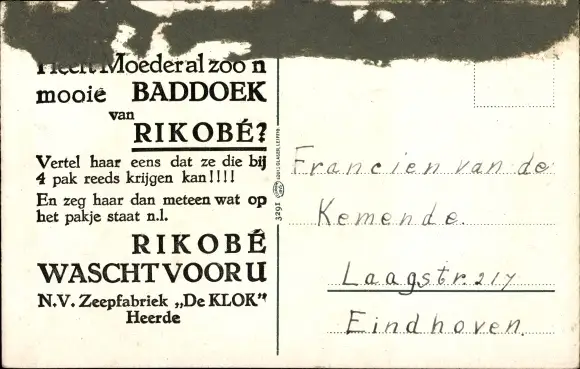 Heeft Moeder al zoo n
mooie BADDOEK
van
RIKOBÉ?
Vertel haar eens dat ze die bij
4 pak reeds krijgen kan!!!!
En zeg haar dan meteen wat op
het pakje staat n.l.
RIKOBÉ
WASCHT VOOR U
N.V. Zeepfabriek „De KLOK"
Heerde
3291
Francien van de
Kemende.
Laagstr. 217
Eindhoven.